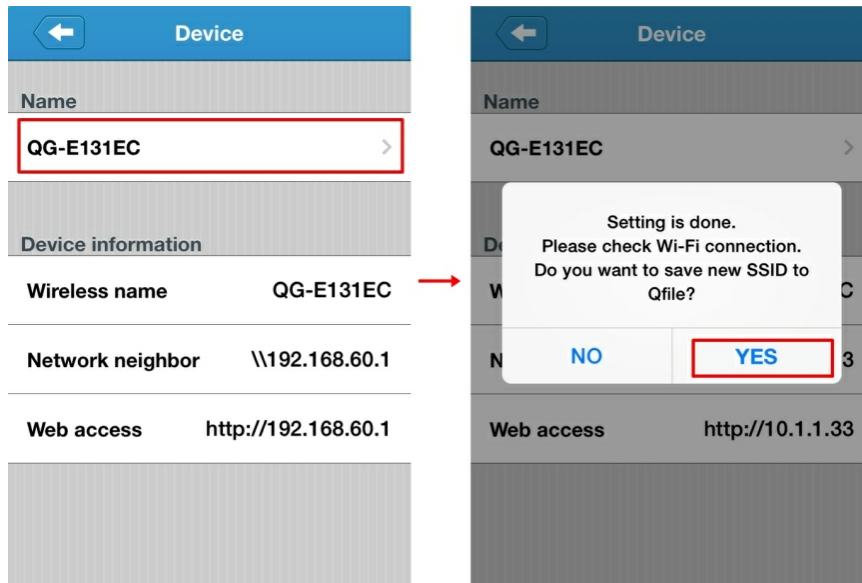 Device
Name
QG-E131EC
Device information
Wireless name QG-E131EC
Network neighbor \\192.168.60.1
Web access http://192.168.60.1
Device
Name
QG-E131EC
Setting is done.
Please check Wi-Fi connection.
Do you want to save new SSID to
Qfile?
NO YES
Web access http://10.1.1.33